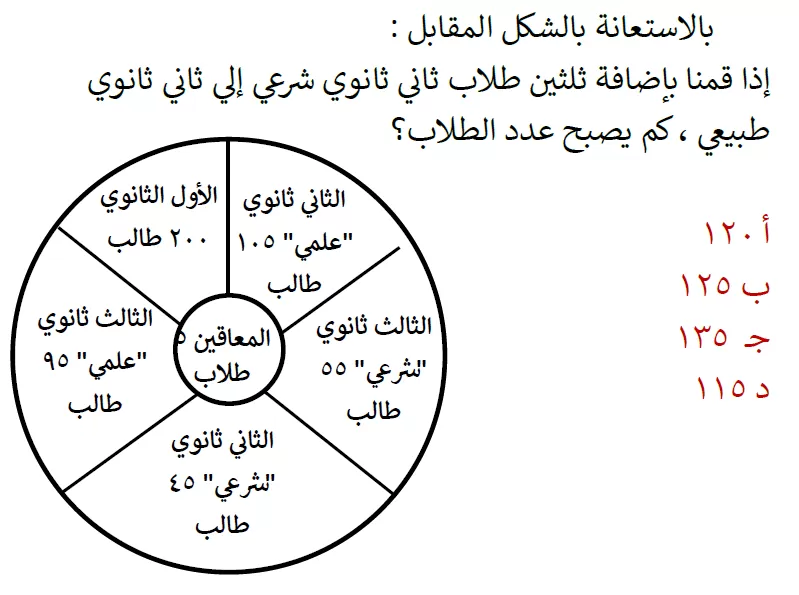 بالاستعانة بالشكل المقابل :
إذا قمنا بإضافة ثلثين طلاب ثاني ثانوي شرعي إلي ثاني ثانوي
طبيعي ، كم يصبح عدد الطلاب؟
أ ١٢٠
ب ١٢٥
جـ ١٣٥
د ١١٥
الثاني ثانوي
"علمي" ١٠٥
طالب
الأول الثانوي
٢٠٠ طالب
الثالث ثانوي
"شرعي" ٥٥
طالب
الثالث ثانوي
"علمي" ٩٥
طالب
المعاقين ٥
طلاب
الثاني ثانوي
"شرعي" ٤٥
طالب